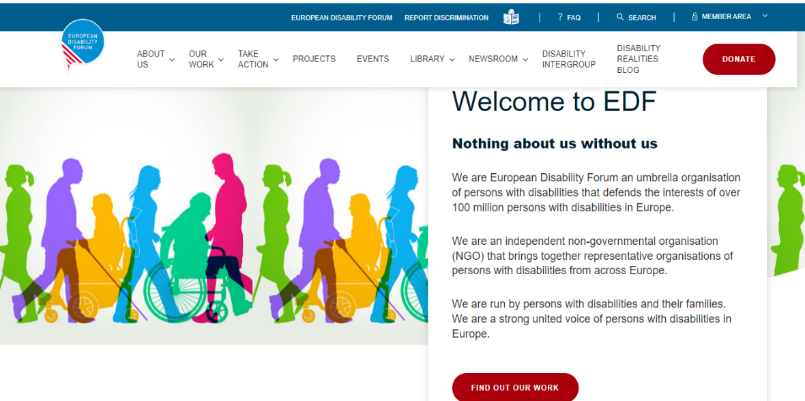 EUROPEAN DISABILITY FORUM REPORT DISCRIMINATION ? FAQ SEARCH MEMBER AREA
EUROPEAN
DISABILITY
FORUM
ABOUT
US
OUR
WORK
TAKE
ACTION
PROJECTS
EVENTS
LIBRARY
NEWSROOM
DISABILITY
INTERGROUP
DISABILITY
REALITIES
BLOG
DONATE
Welcome to EDF
Nothing about us without us
We are European Disability Forum an umbrella organisation
of persons with disabilities that defends the interests of over
100 million persons with disabilities in Europe.
We are an independent non-governmental organisation
(NGO) that brings together representative organisations of
persons with disabilities from across Europe.
We are run by persons with disabilities and their families.
We are a strong united voice of persons with disabilities in
Europe.
FIND OUT OUR WORK